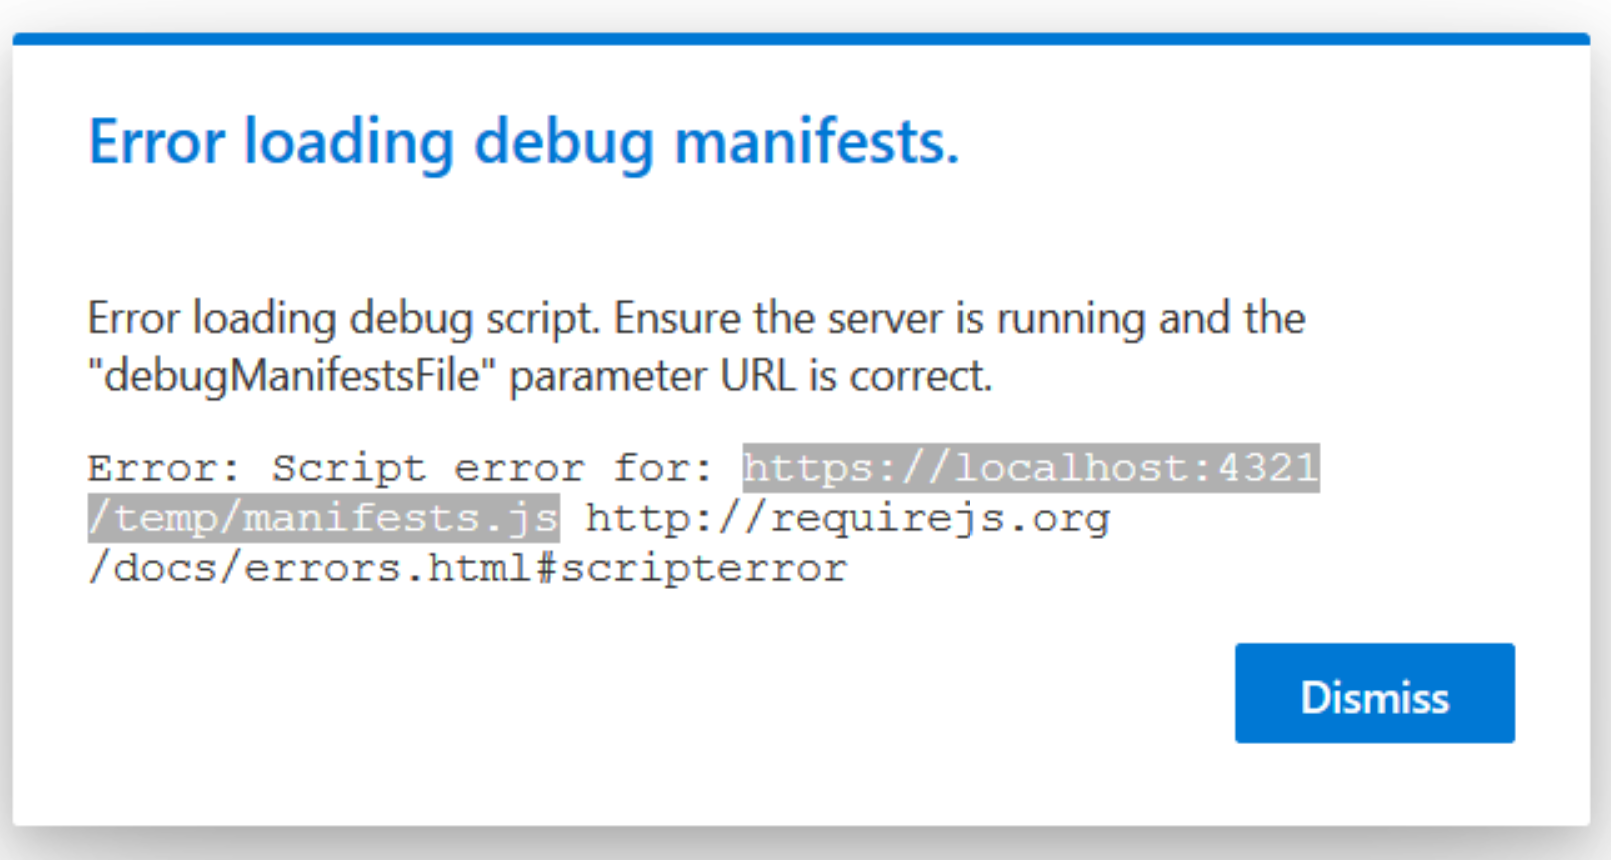 Error loading debug manifests.
Error loading debug script. Ensure the server is running and the
"debugManifestsFile" parameter URL is correct.
Error: Script error for: https://localhost:4321
/temp/manifests.js http://requirejs.org
/docs/errors.html#scripterror
Dismiss